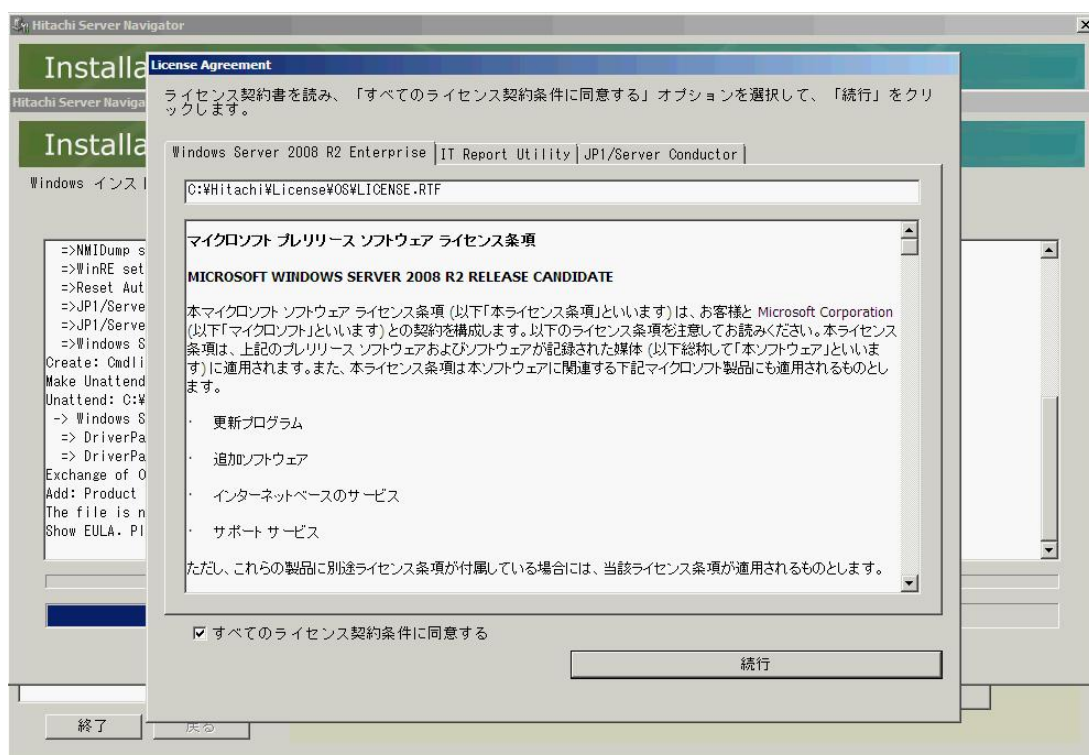 Hitachi Server Navigator
Installa
License Agreement
Hitachi Server Naviga
ライセンス契約書を読み、「すべてのライセンス契約条件に同意する」オプションを選択して、「続行」をクリ
ックします。
Installa
Windows Server 2008 R2 Enterprise
IT Report Utility
JP1/Server Conductor
Windows インスト
C:¥Hitachi¥License¥OS¥LICENSE.RTF
マイクロソフト プレリリース ソフトウェア ライセンス条項
MICROSOFT WINDOWS SERVER 2008 R2 RELEASE CANDIDATE
本マイクロソフト ソフトウェア ライセンス条項 (以下「本ライセンス条項」といいます) は、お客様と Microsoft Corporation
(以下「マイクロソフト」といいます) との契約を構成します。以下のライセンス条項を注意してお読みください。本ライセンス
条項は、上記のプレリリース ソフトウェアおよびソフトウェアが記録された媒体 (以下総称して「本ソフトウェア」といいま
す) に適用されます。また、本ライセンス条項は本ソフトウェアに関連する下記マイクロソフト製品にも適用されるものとし
ます。
· 更新プログラム
· 追加ソフトウェア
· インターネットベースのサービス
· サポート サービス
ただし、これらの製品に別途ライセンス条項が付属している場合には、当該ライセンス条項が適用されるものとします。
=>NMIDump s
=>WinRE set
=>Reset Aut
=>JP1/Serve
=>JP1/Serve
=>Windows S
Create: Cmdli
Make Unattend
Unattend: C:¥
-> Windows S
=> DriverPa
=> DriverPa
Exchange of O
Add: Product
The file is n
Show EULA. Pl
すべてのライセンス契約条件に同意する
続行
終了
戻る